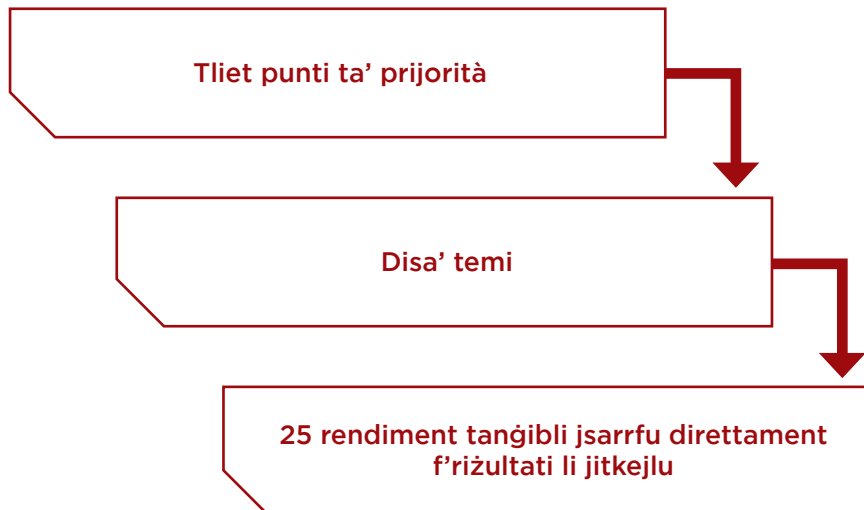 Tliet punti ta’ prijorità
Disa’ temi
25 rendiment tanġibli jsarrfu direttament
f’riżultati li jitkejlu